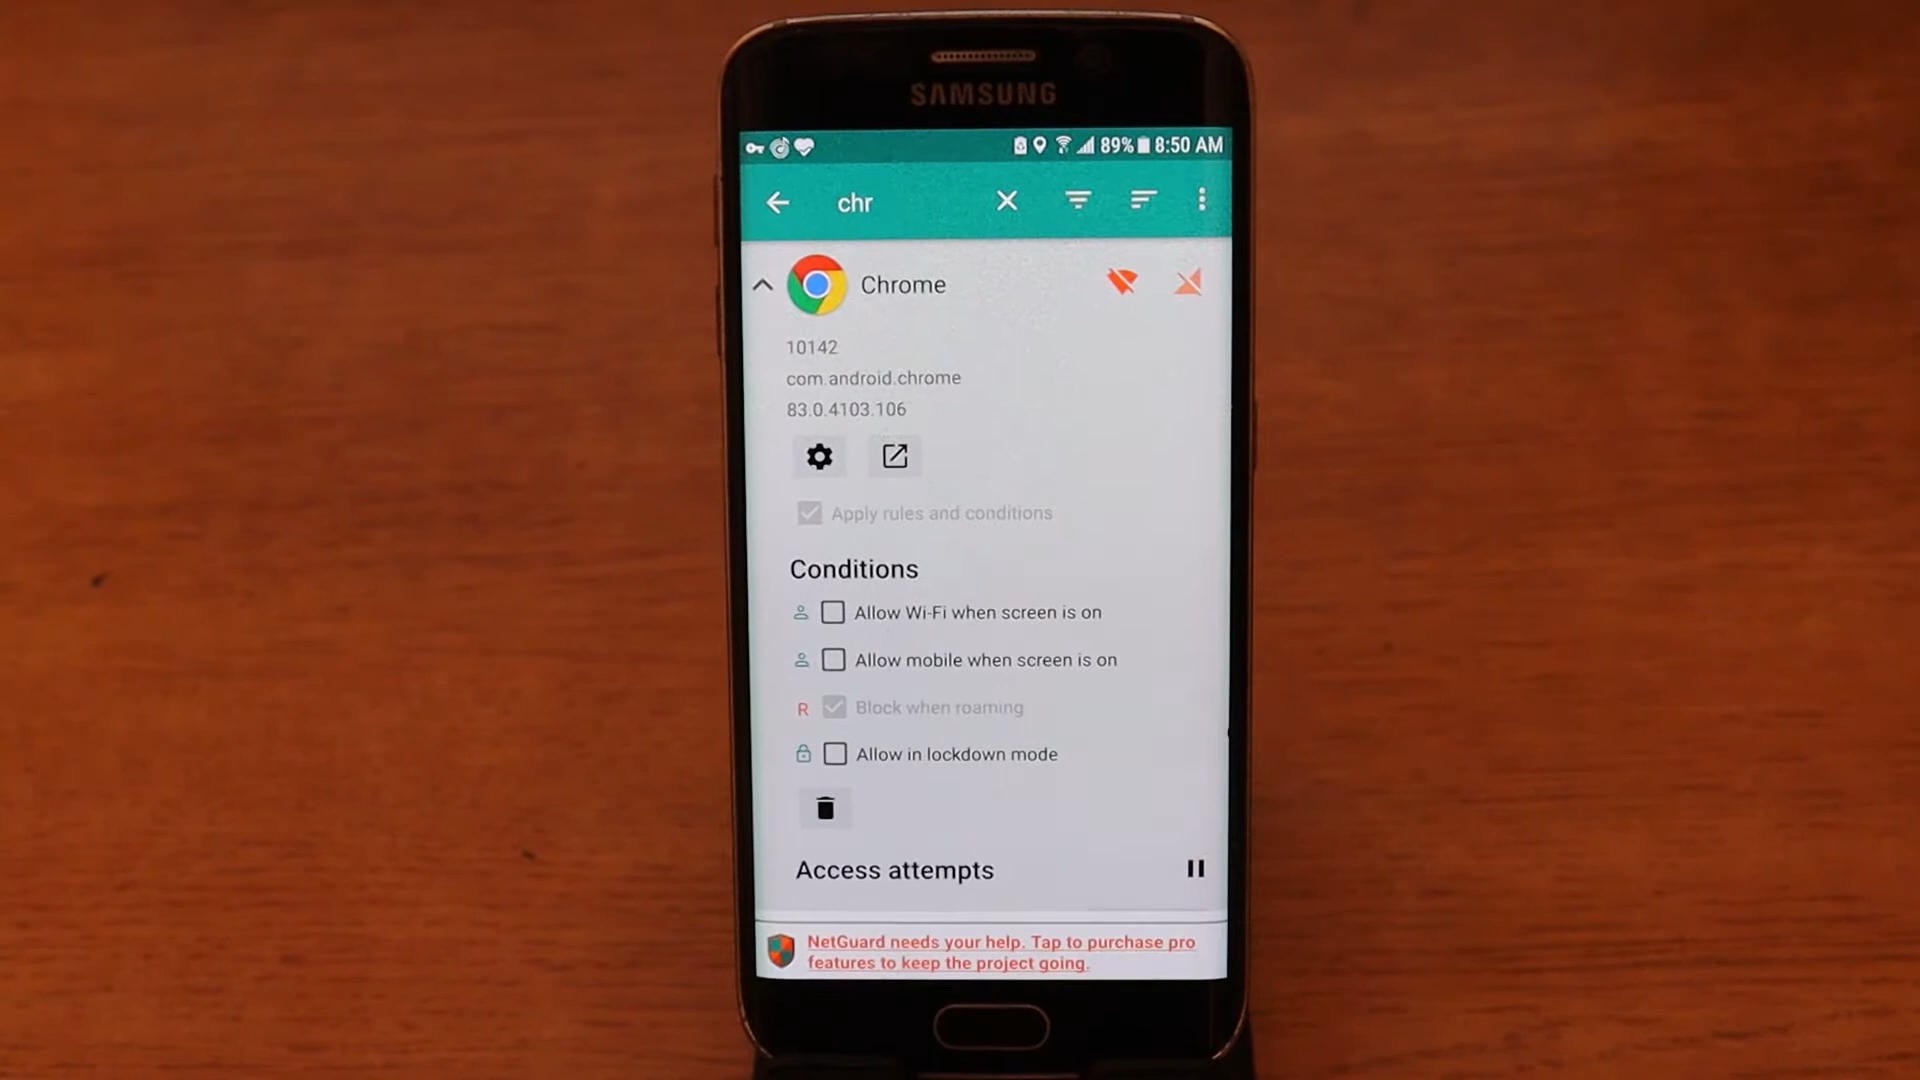 SAMSUNG
89% 8:50 AM
chr
Chrome
10142
com.android.chrome
83.0.4103.106
Apply rules and conditions
Conditions
Allow Wi-Fi when screen is on
Allow mobile when screen is on
R Block when roaming
Allow in lockdown mode
Access attempts
NetGuard needs your help. Tap to purchase pro
features to keep the project going.